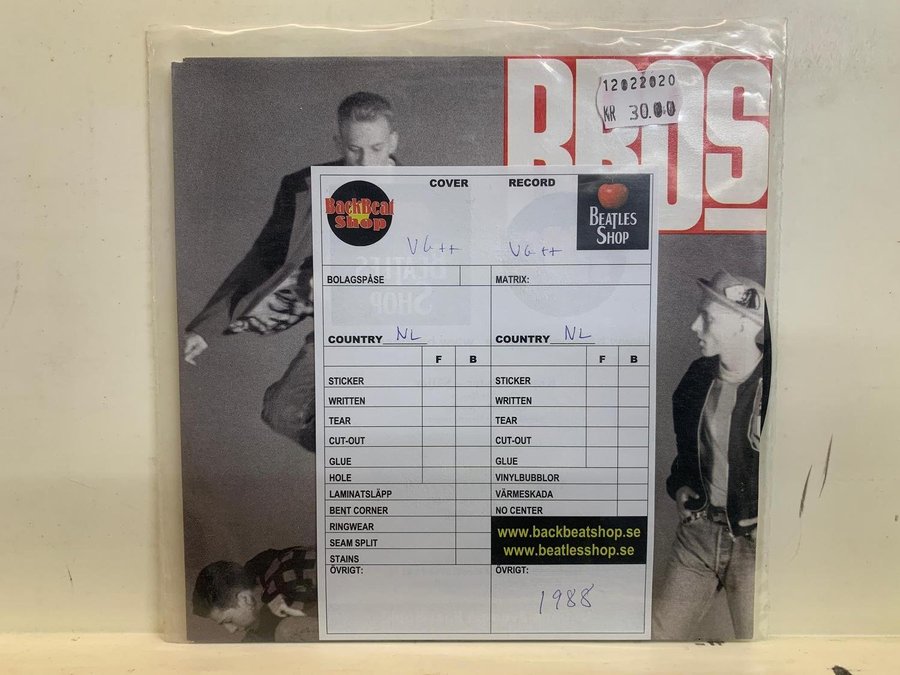 BROS
12022020
KR 30.00
COVER RECORD
BackBeat
Shop
BEATLES
SHOP
VG++ VG++
BOLAGSPÅSE MATRIX:
COUNTRY NL COUNTRY NL
F B F B
STICKER STICKER
WRITTEN WRITTEN
TEAR TEAR
CUT-OUT CUT-OUT
GLUE GLUE
HOLE VINYLBUBBLOR
LAMINATSLÄPP VÄRMESKADA
BENT CORNER NO CENTER
RINGWEAR
SEAM SPLIT
STAINS
www.backbeatshop.se
www.beatlesshop.se
ÖVRIGT: ÖVRIGT:
1988